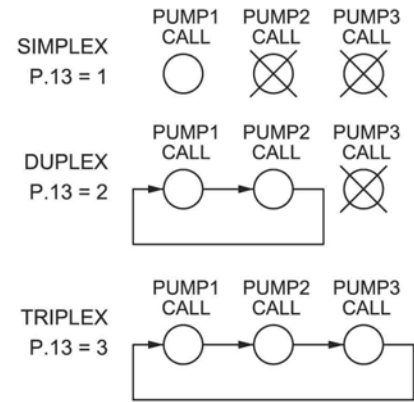 PUMP1 PUMP2 PUMP3
SIMPLEX CALL CALL CALL
P.13 = 1
PUMP1 PUMP2 PUMP3
DUPLEX CALL CALL CALL
P.13 = 2
PUMP1 PUMP2 PUMP3
TRIPLEX CALL CALL CALL
P.13 = 3